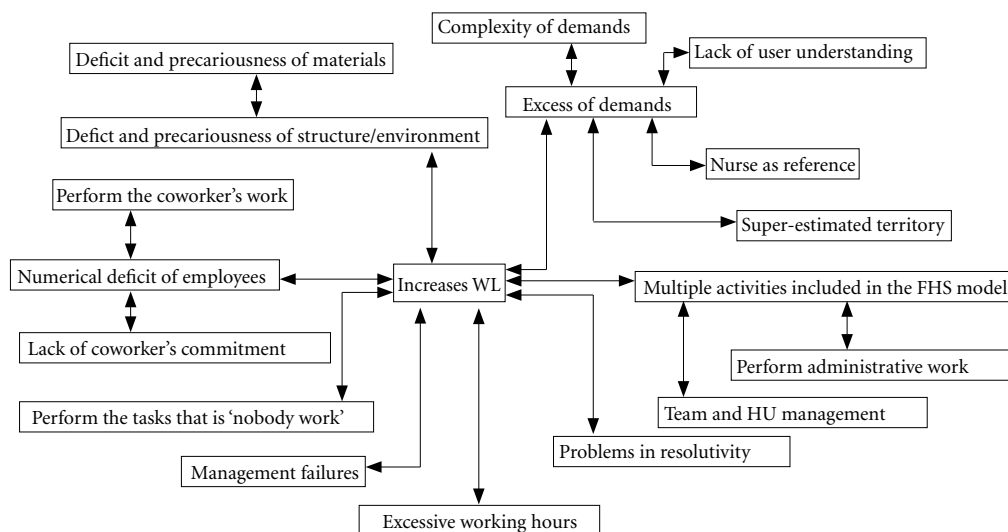 Complexity of demands
Lack of user understanding
Deficit and precariousness of materials
Excess of demands
Defict and precariousness of structure/environment
Nurse as reference
Perform the coworker's work
Super-estimated territory
Numerical deficit of employees
Increases WL
Multiple activities included in the FHS model
Lack of coworker's commitment
Perform administrative work
Perform the tasks that is 'nobody work'
Team and HU management
Problems in resolutivity
Management failures
Excessive working hours